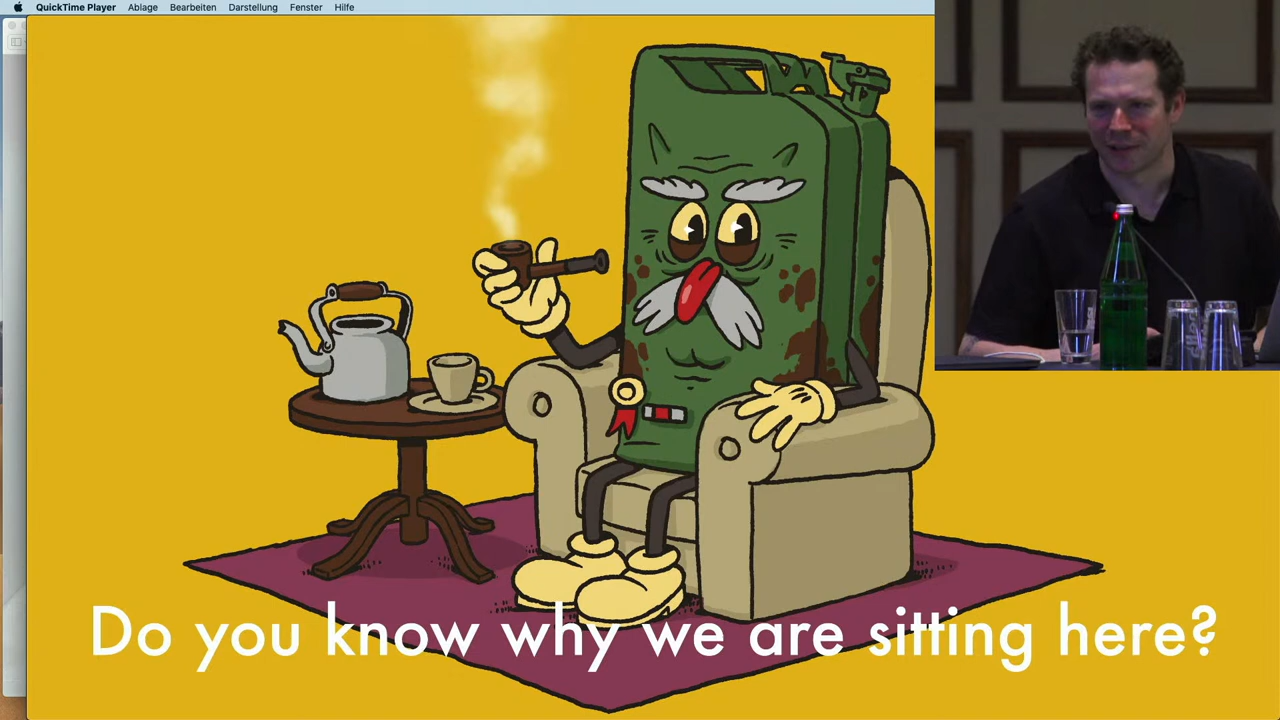 QuickTime Player Ablage Bearbeiten Darstellung Fenster Hilfe
Do you know why we are sitting here?